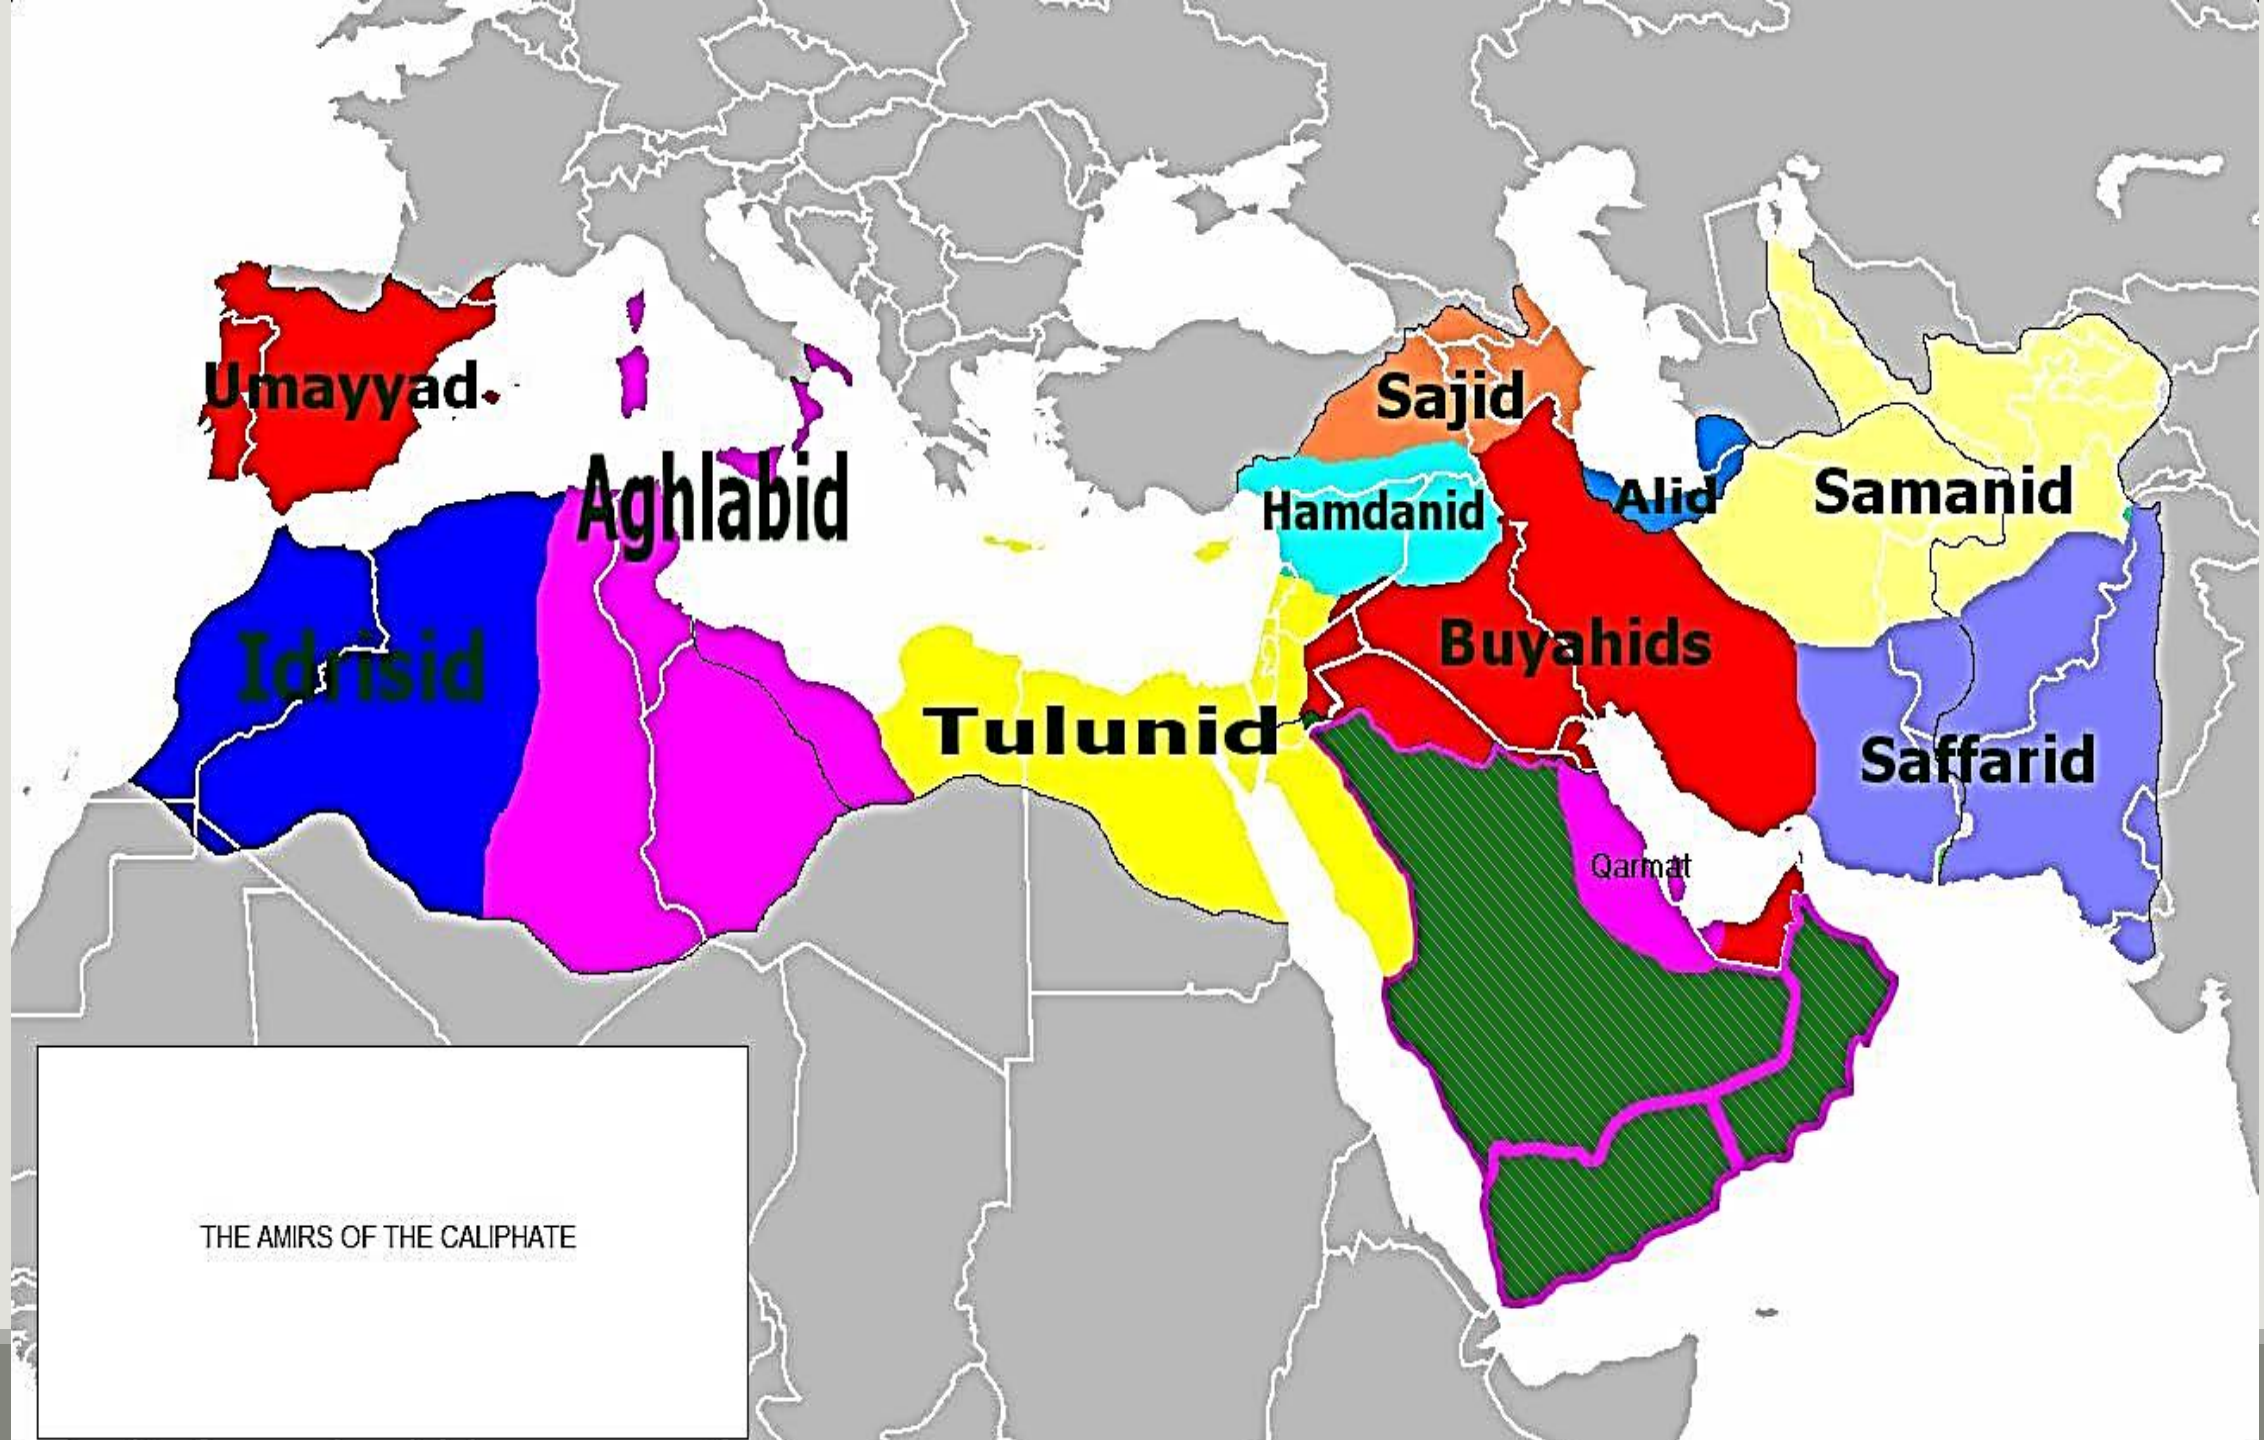 Umayyad
Sajid
Aghlabid
Hamdanid
Alid
Samanid
Idrisid
Buyahids
Tulunid
Saffarid
Qarmat
THE AMIRS OF THE CALIPHATE